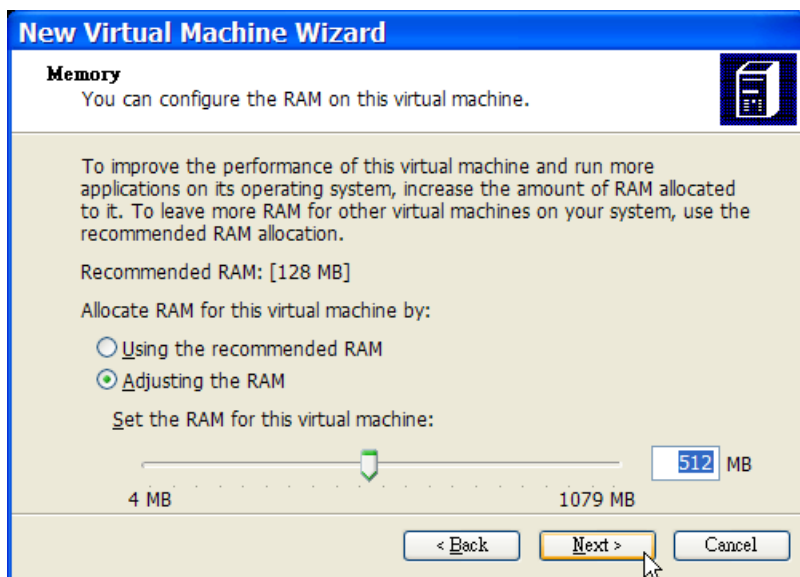 New Virtual Machine Wizard
Memory
You can configure the RAM on this virtual machine.
To improve the performance of this virtual machine and run more
applications on its operating system, increase the amount of RAM allocated
to it. To leave more RAM for other virtual machines on your system, use the
recommended RAM allocation.
Recommended RAM: [128 MB]
Allocate RAM for this virtual machine by:
Using the recommended RAM
Adjusting the RAM
Set the RAM for this virtual machine:
512 MB
4 MB 1079 MB
< Back Next > Cancel